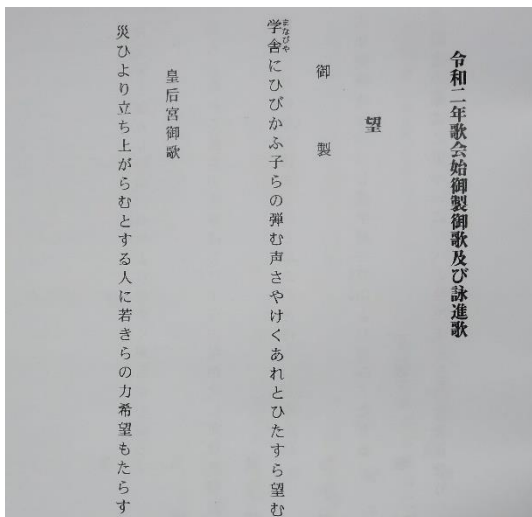 令和二年歌会始御製御歌及び詠進歌
望
御製
学舎にひびかふ子らの弾む声さやけくあれとひたすら望む
まなびや
皇后宮御歌
災ひより立ち上がらむとする人に若きらの力希望もたらす